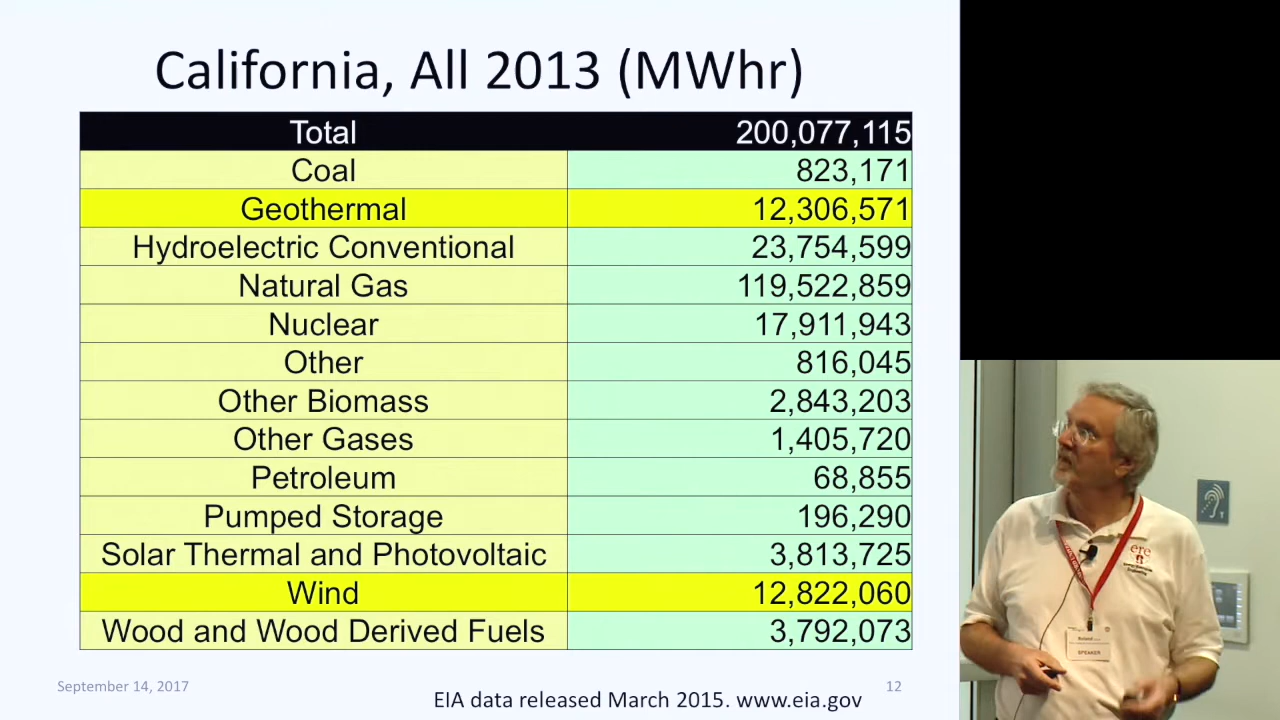 California, All 2013 (MWhr)
Total 200,077,115
Coal 823,171
Geothermal 12,306,571
Hydroelectric Conventional 23,754,599
Natural Gas 119,522,859
Nuclear 17,911,943
Other 816,045
Other Biomass 2,843,203
Other Gases 1,405,720
Petroleum 68,855
Pumped Storage 196,290
Solar Thermal and Photovoltaic 3,813,725
Wind 12,822,060
Wood and Wood Derived Fuels 3,792,073
September 14, 2017
EIA data released March 2015. www.eia.gov
12
ere
Roland
SPEAKER